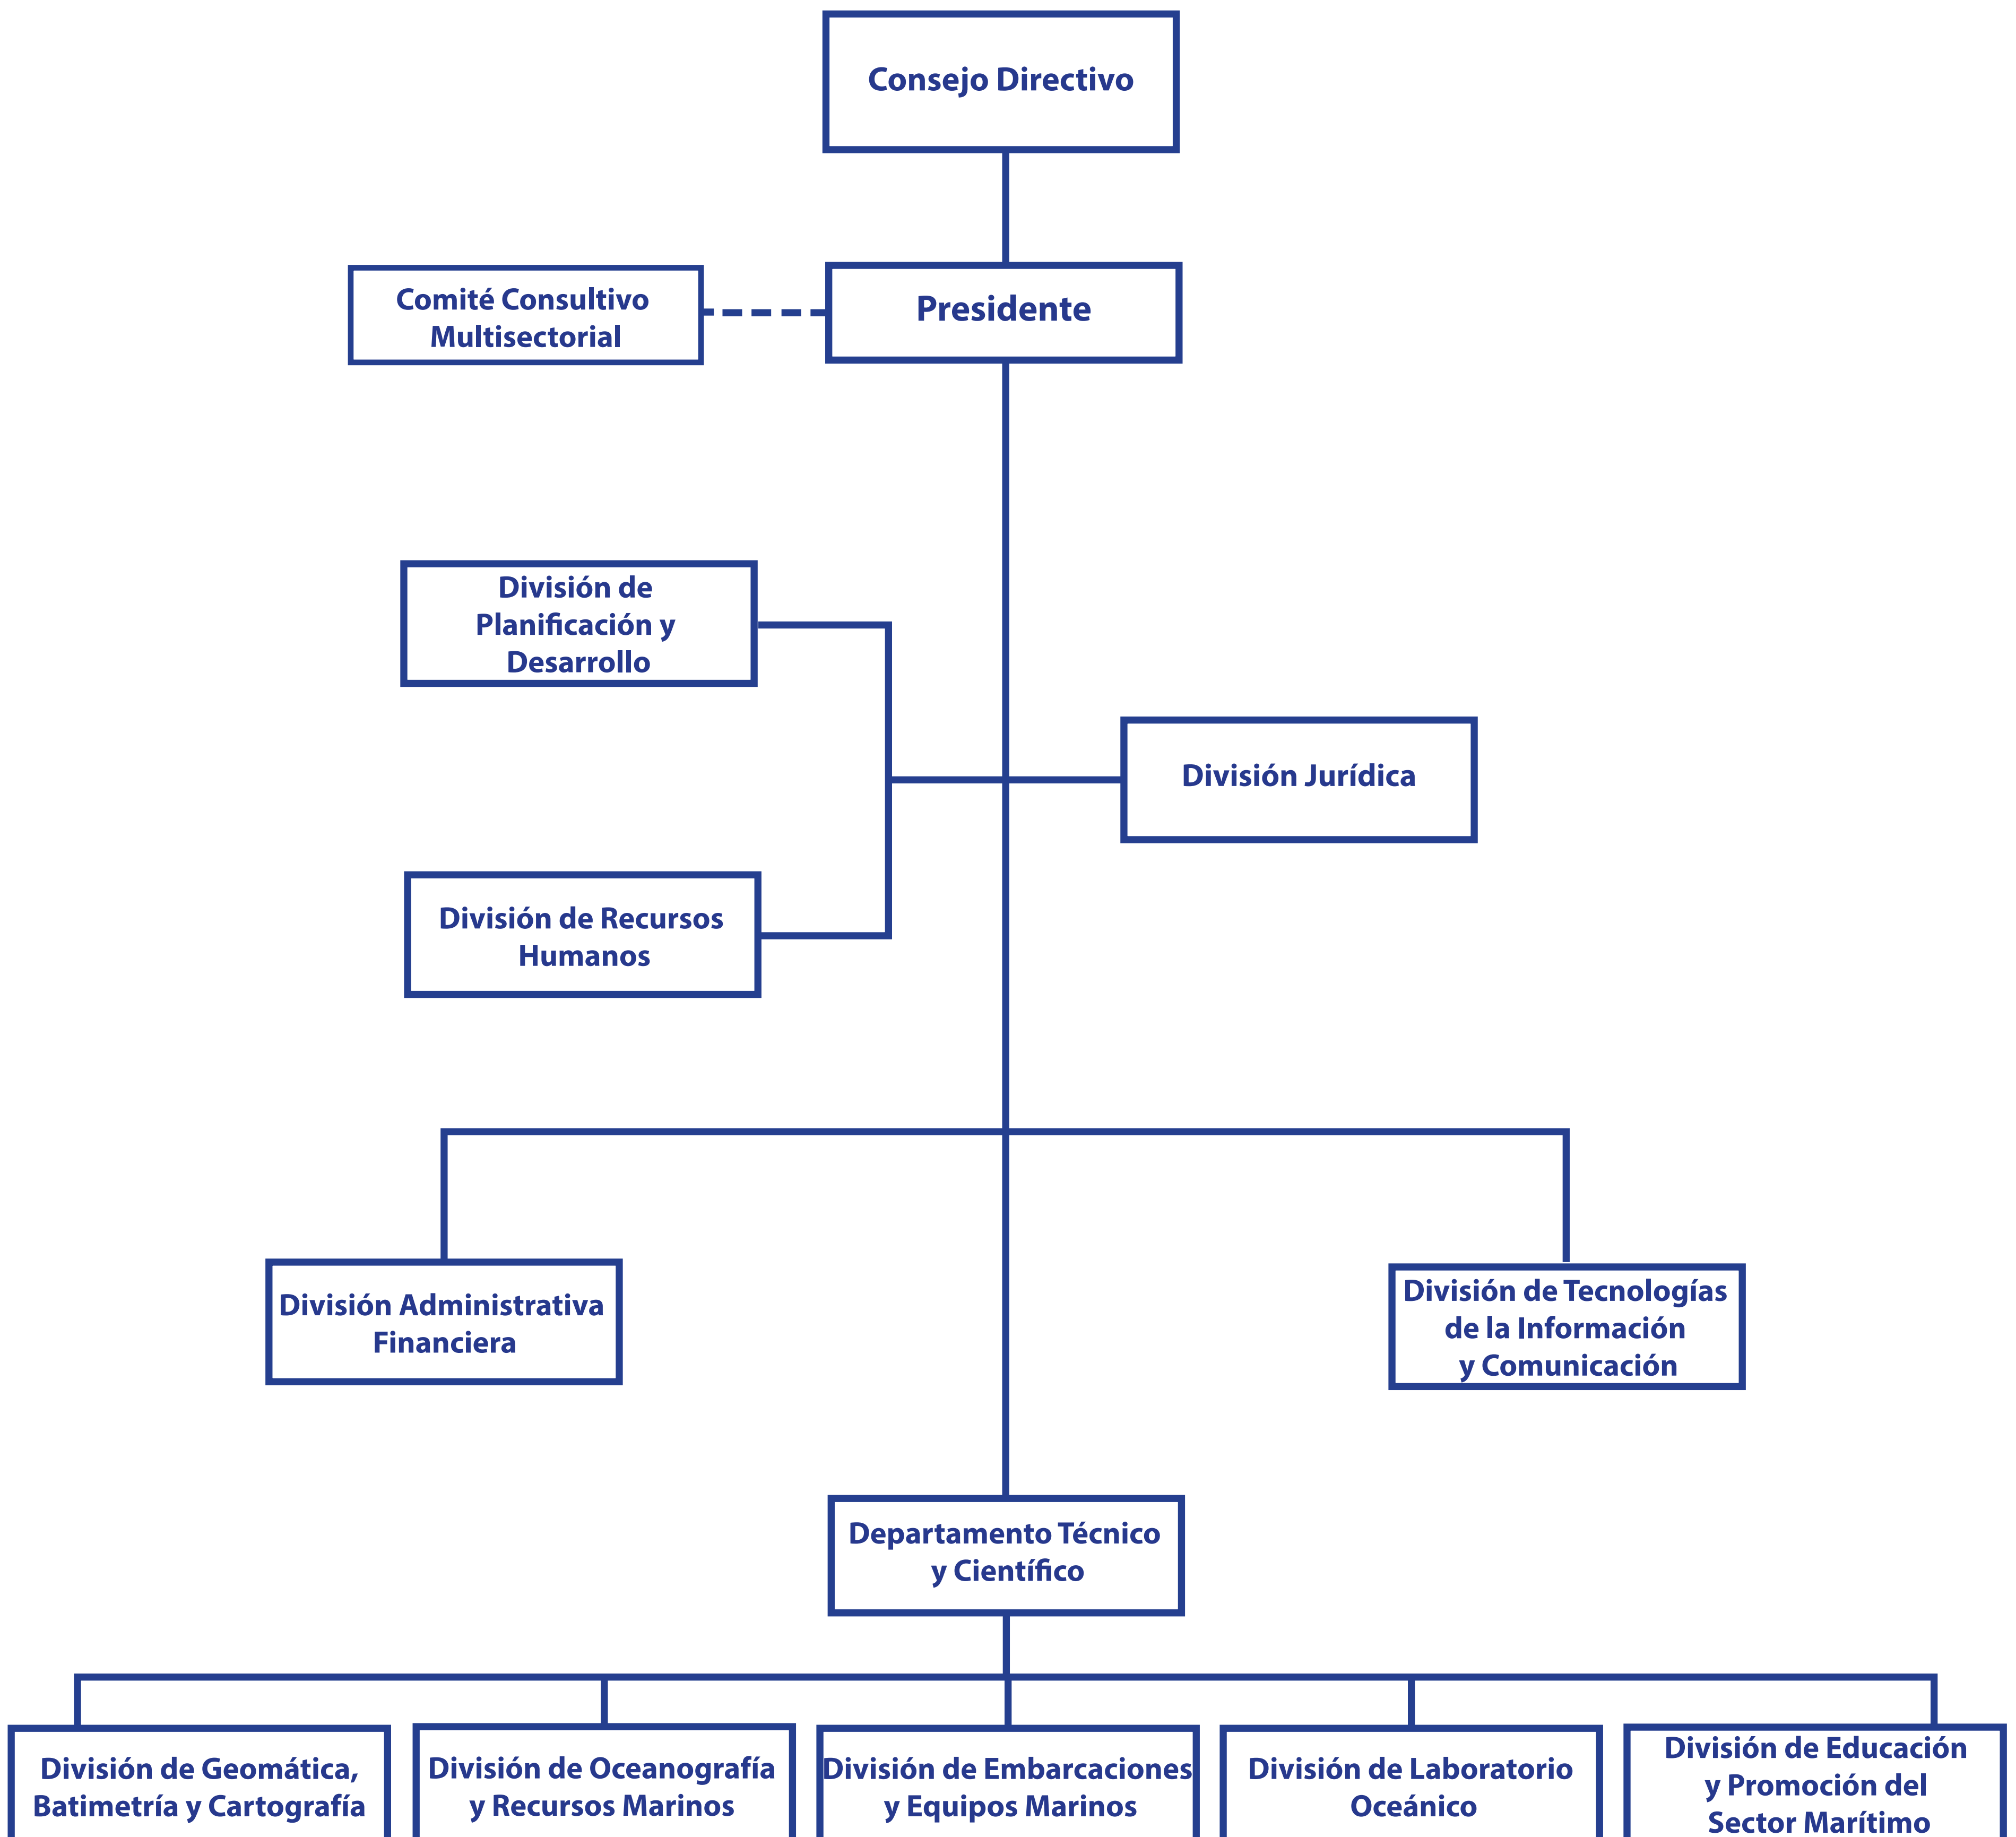 Consejo Directivo
Comité Consultivo
Multisectorial
Presidente
División de
Planificación y
Desarrollo
División Jurídica
División de Recursos
Humanos
División Administrativa
Financiera
División de Tecnologías
de la Información
y Comunicación
Departamento Técnico
y Científico
División de Geomática,
Batimetría y Cartografía
División de Oceanografía
y Recursos Marinos
División de Embarcaciones
y Equipos Marinos
División de Laboratorio
Oceánico
División de Educación
y Promoción del
Sector Marítimo